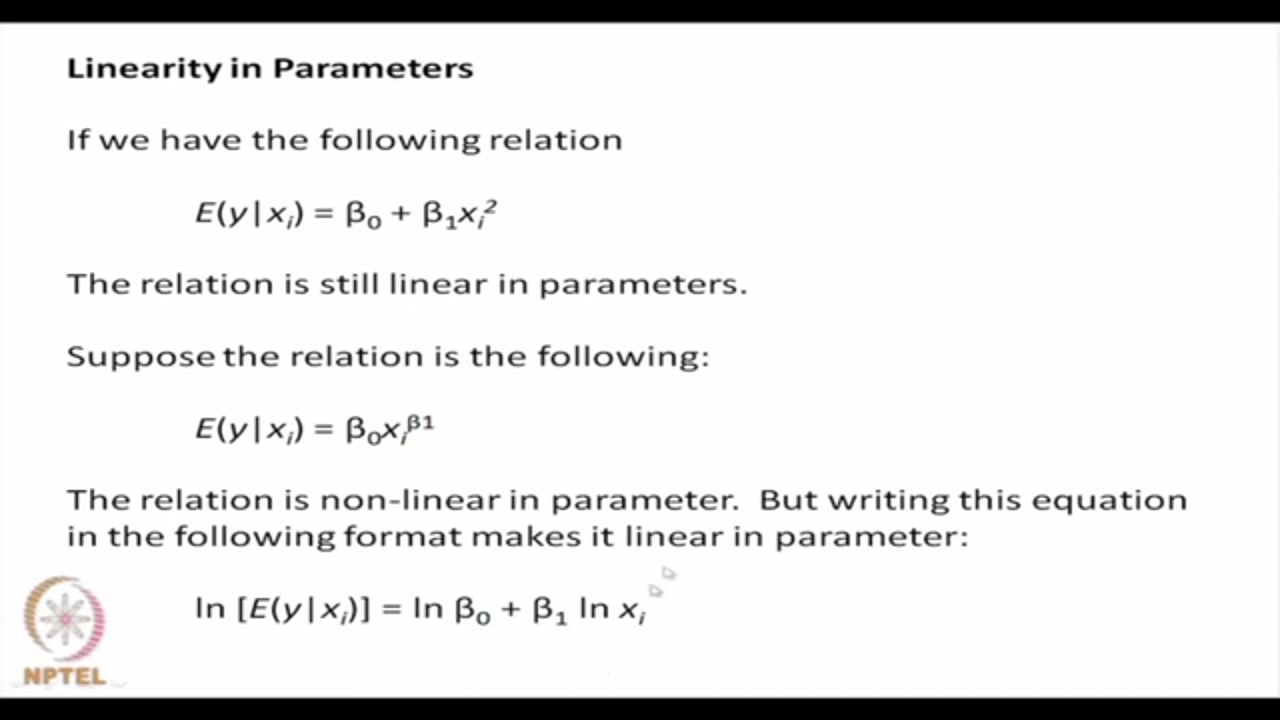 Linearity in Parameters
If we have the following relation
E(y|xᵢ) = β₀ + β₁xᵢ²
The relation is still linear in parameters.
Suppose the relation is the following:
E(y|xᵢ) = β₀xᵢ^β1
The relation is non-linear in parameter. But writing this equation
in the following format makes it linear in parameter:
ln [E(y|xᵢ)] = ln β₀ + β₁ ln xᵢ
NPTEL